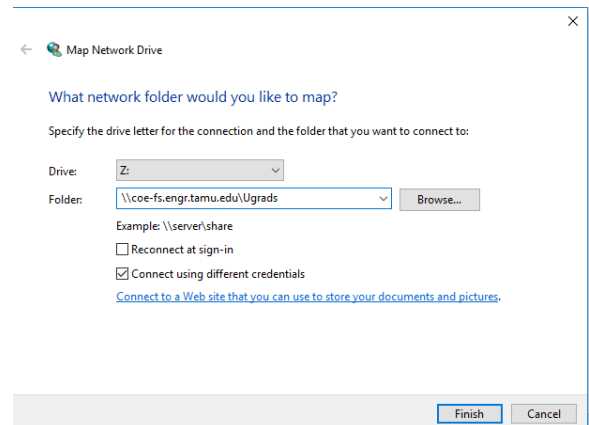 Map Network Drive
What network folder would you like to map?
Specify the drive letter for the connection and the folder that you want to connect to:
Drive: Z:
Folder: \\coe-fs.engr.tamu.edu\Ugrads Browse...
Example: \\server\share
Reconnect at sign-in
Connect using different credentials
Connect to a Web site that you can use to store your documents and pictures.
Finish Cancel